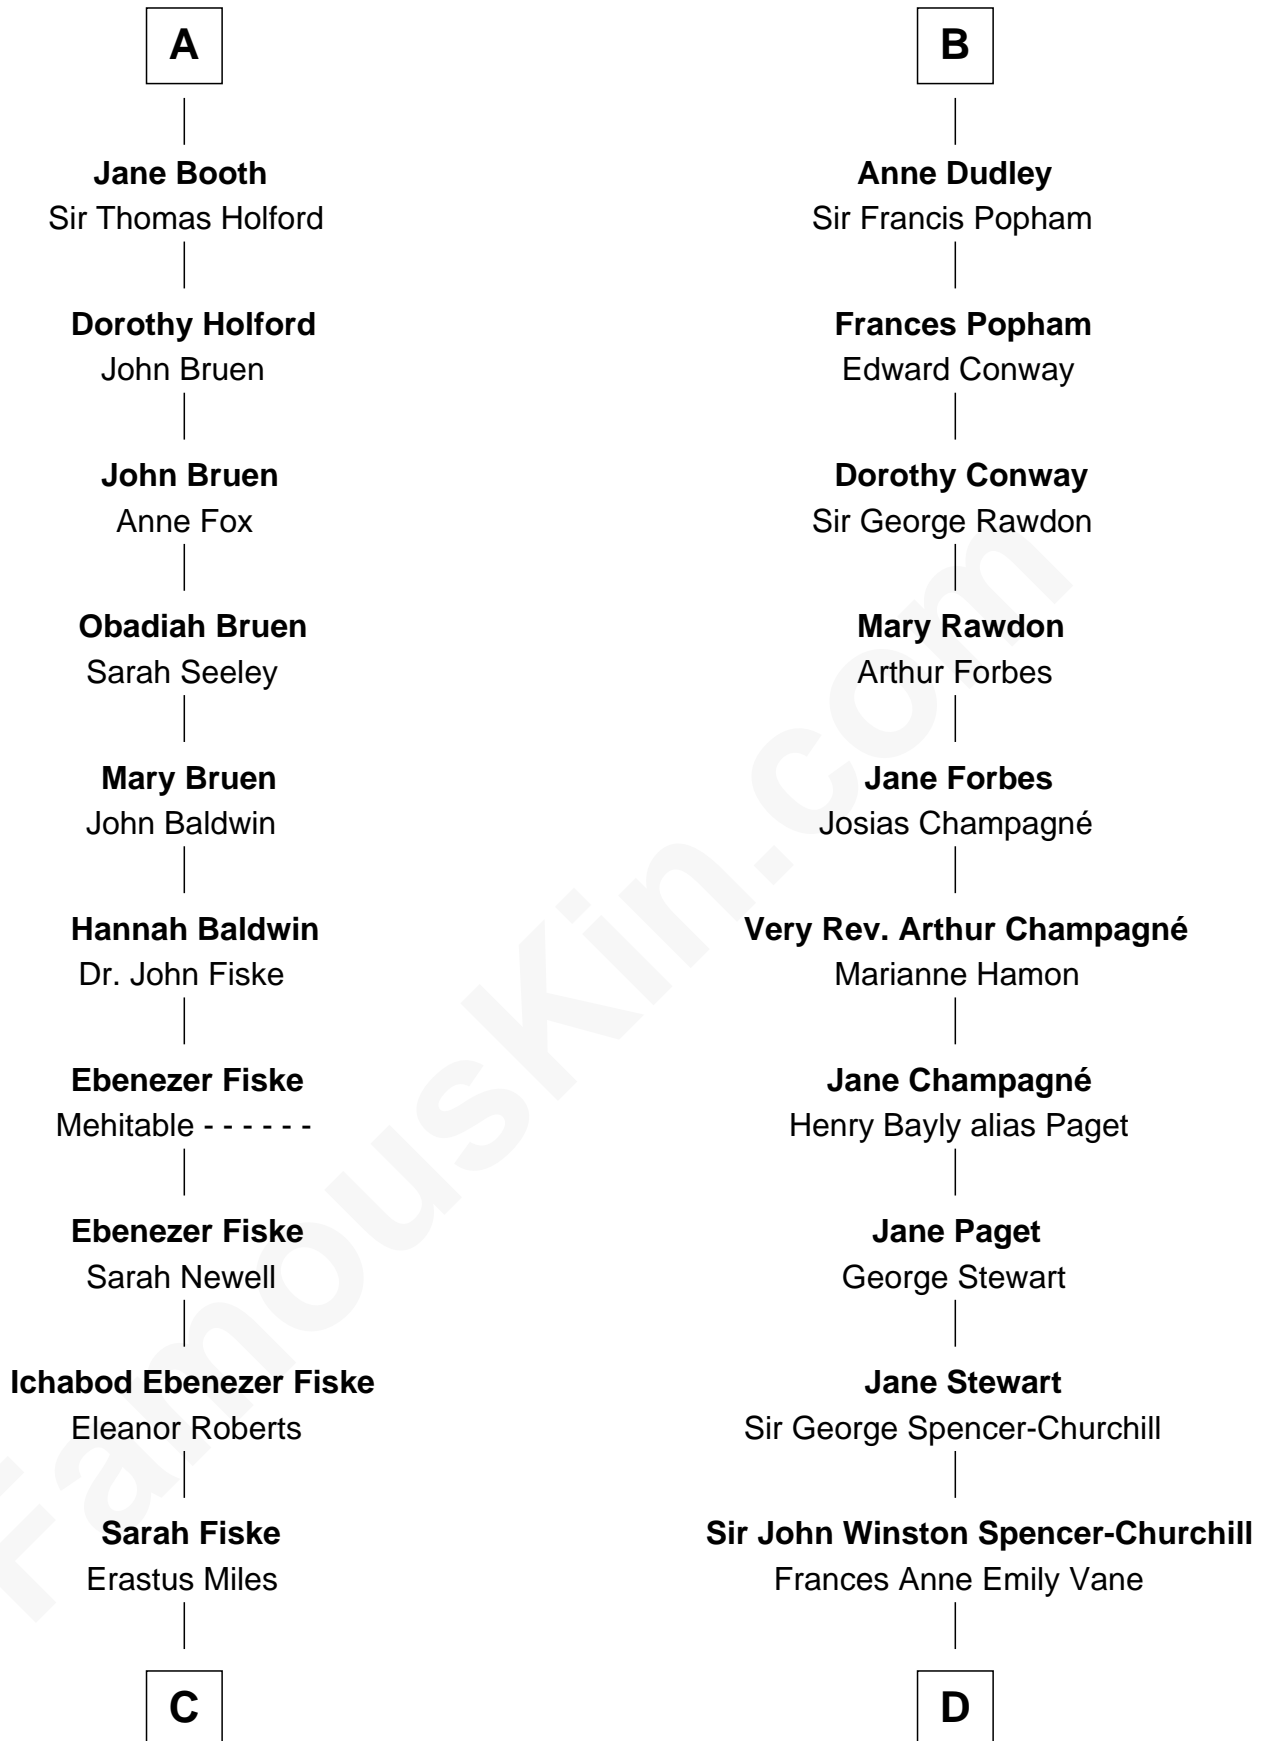 A
Jane Booth
Sir Thomas Holford
Dorothy Holford
John Bruen
John Bruen
Anne Fox
Obadiah Bruen
Sarah Seeley
Mary Bruen
John Baldwin
Hannah Baldwin
Dr. John Fiske
Ebenezer Fiske
Mehitable - - - - - -
Ebenezer Fiske
Sarah Newell
Ichabod Ebenezer Fiske
Eleanor Roberts
Sarah Fiske
Erastus Miles
C
B
Anne Dudley
Sir Francis Popham
Frances Popham
Edward Conway
Dorothy Conway
Sir George Rawdon
Mary Rawdon
Arthur Forbes
Jane Forbes
Josias Champagné
Very Rev. Arthur Champagné
Marianne Hamon
Jane Champagné
Henry Bayly alias Paget
Jane Paget
George Stewart
Jane Stewart
Sir George Spencer-Churchill
Sir John Winston Spencer-Churchill
Frances Anne Emily Vane
D
FamousKin.com